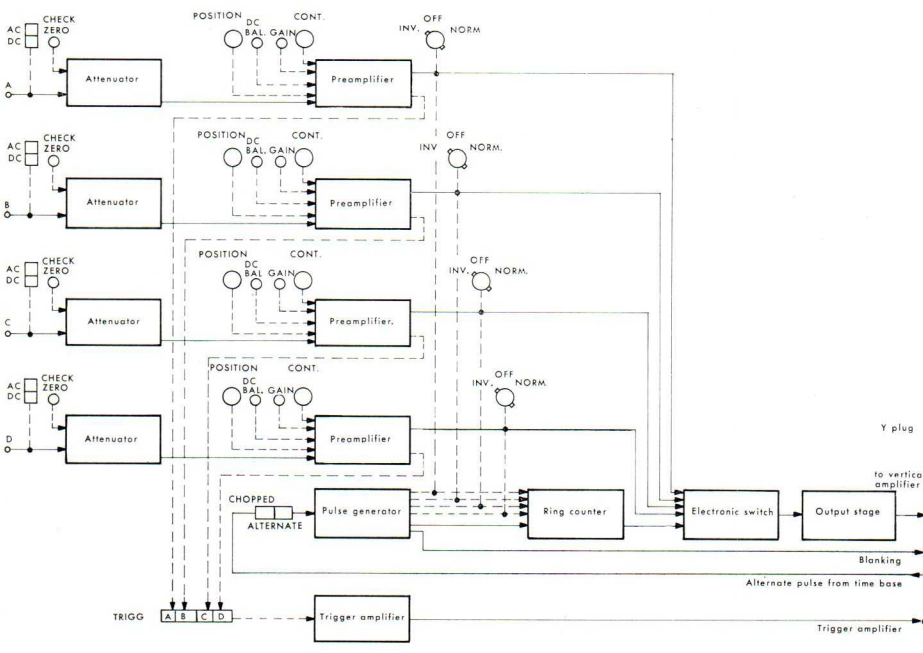 POSITION DC BAL. GAIN CONT.
INV. OFF NORM
AC DC CHECK ZERO
A
Attenuator
Preamplifier
POSITION DC BAL. GAIN CONT.
INV OFF NORM.
AC DC CHECK ZERO
B
Attenuator
Preamplifier
POSITION DC BAL GAIN CONT.
INV. OFF NORM.
AC DC CHECK ZERO
C
Attenuator
Preamplifier.
POSITION DC BAL. GAIN CONT.
INV. OFF NORM
AC DC CHECK ZERO
D
Attenuator
Preamplifier
Y plug
to vertica
amplifier
CHOPPED
ALTERNATE
Pulse generator
Ring counter
Electronic switch
Output stage
Blanking
Alternate pulse from time base
TRIGG A B C D
Trigger amplifier
Trigger amplifier